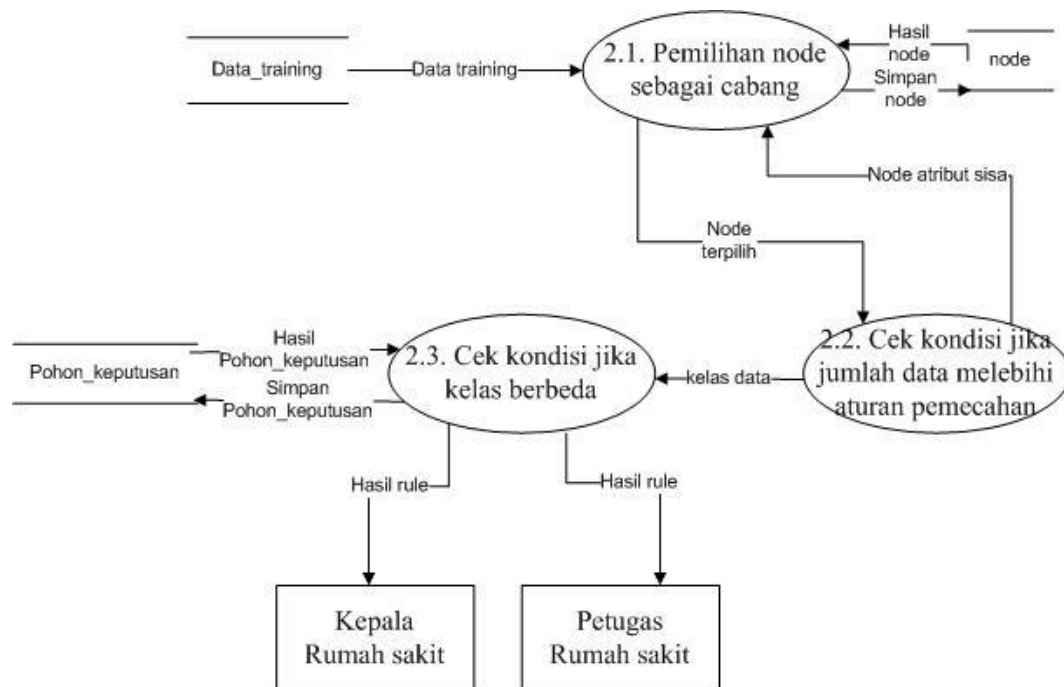 Data_training
Data training
2.1. Pemilihan node
sebagai cabang
Hasil
node
Simpan
node
node
Node atribut sisa
Node
terpilih
Pohon_keputusan
Hasil
Pohon_keputusan
Simpan
Pohon_keputusan
2.3. Cek kondisi jika
kelas berbeda
kelas data
2.2. Cek kondisi jika
jumlah data melebihi
aturan pemecahan
Hasil rule
Hasil rule
Kepala
Rumah sakit
Petugas
Rumah sakit